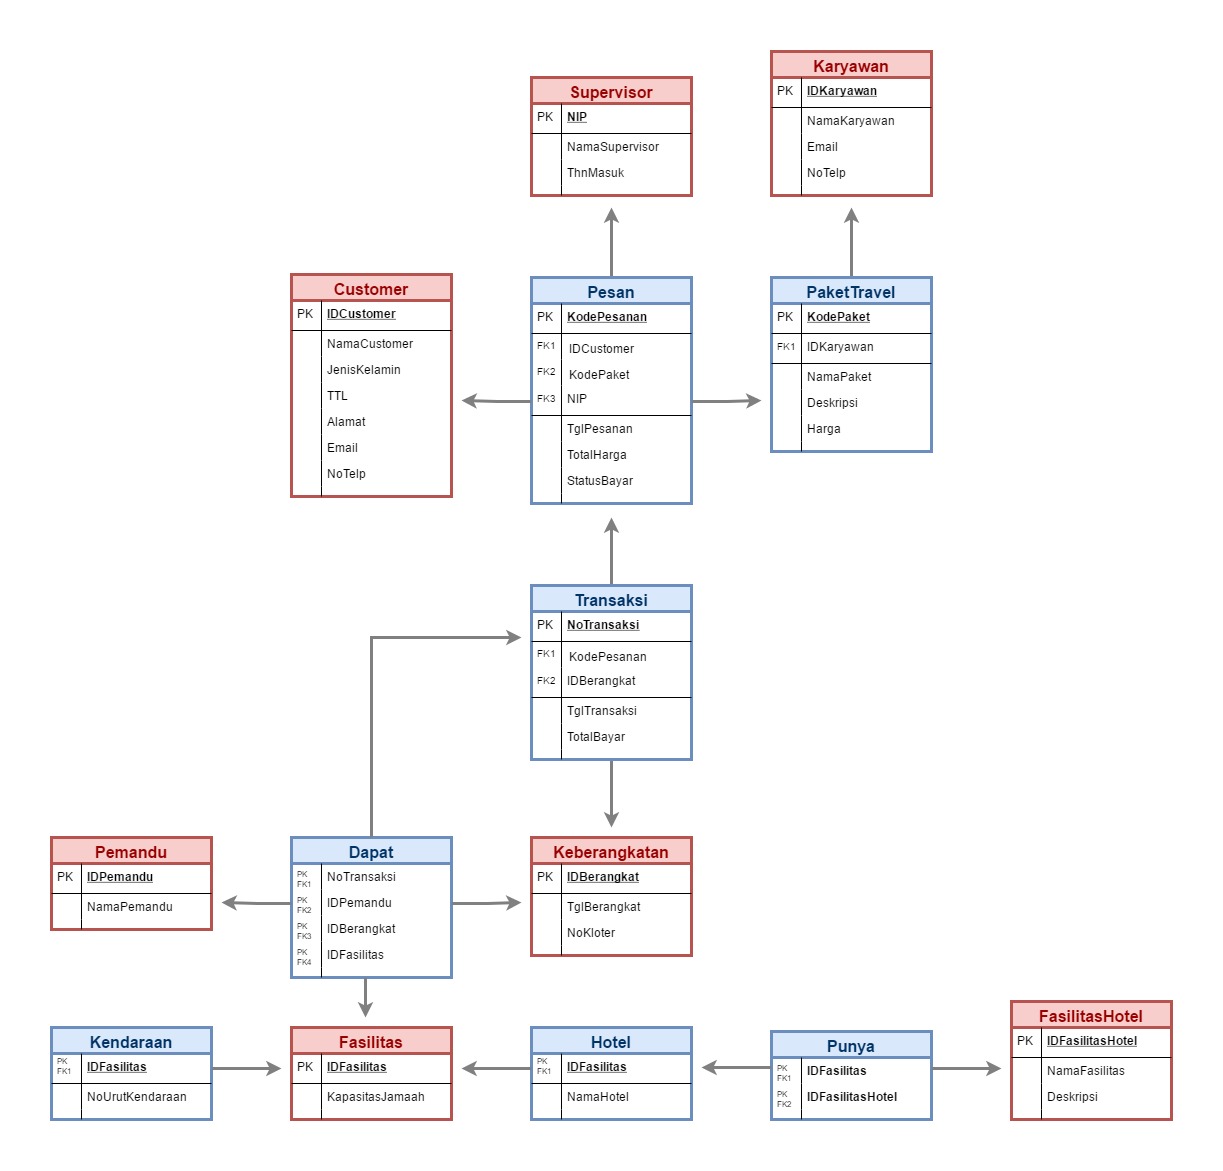 Karyawan
PK IDKaryawan
NamaKaryawan
Email
NoTelp
Supervisor
PK NIP
NamaSupervisor
ThnMasuk
Customer
PK IDCustomer
NamaCustomer
JenisKelamin
TTL
Alamat
Email
NoTelp
Pesan
PK KodePesanan
FK1 IDCustomer
FK2 KodePaket
FK3 NIP
TglPesanan
TotalHarga
StatusBayar
PaketTravel
PK KodePaket
FK1 IDKaryawan
NamaPaket
Deskripsi
Harga
Transaksi
PK NoTransaksi
FK1 KodePesanan
FK2 IDBerangkat
TglTransaksi
TotalBayar
Pemandu
PK IDPemandu
NamaPemandu
Dapat
PK FK1 NoTransaksi
PK FK2 IDPemandu
PK FK3 IDBerangkat
PK FK4 IDFasilitas
Keberangkatan
PK IDBerangkat
TglBerangkat
NoKloter
Kendaraan
PK FK1 IDFasilitas
NoUrutKendaraan
Fasilitas
PK IDFasilitas
KapasitasJamaah
Hotel
PK FK1 IDFasilitas
NamaHotel
Punya
PK FK1 IDFasilitas
PK FK2 IDFasilitasHotel
FasilitasHotel
PK IDFasilitasHotel
NamaFasilitas
Deskripsi